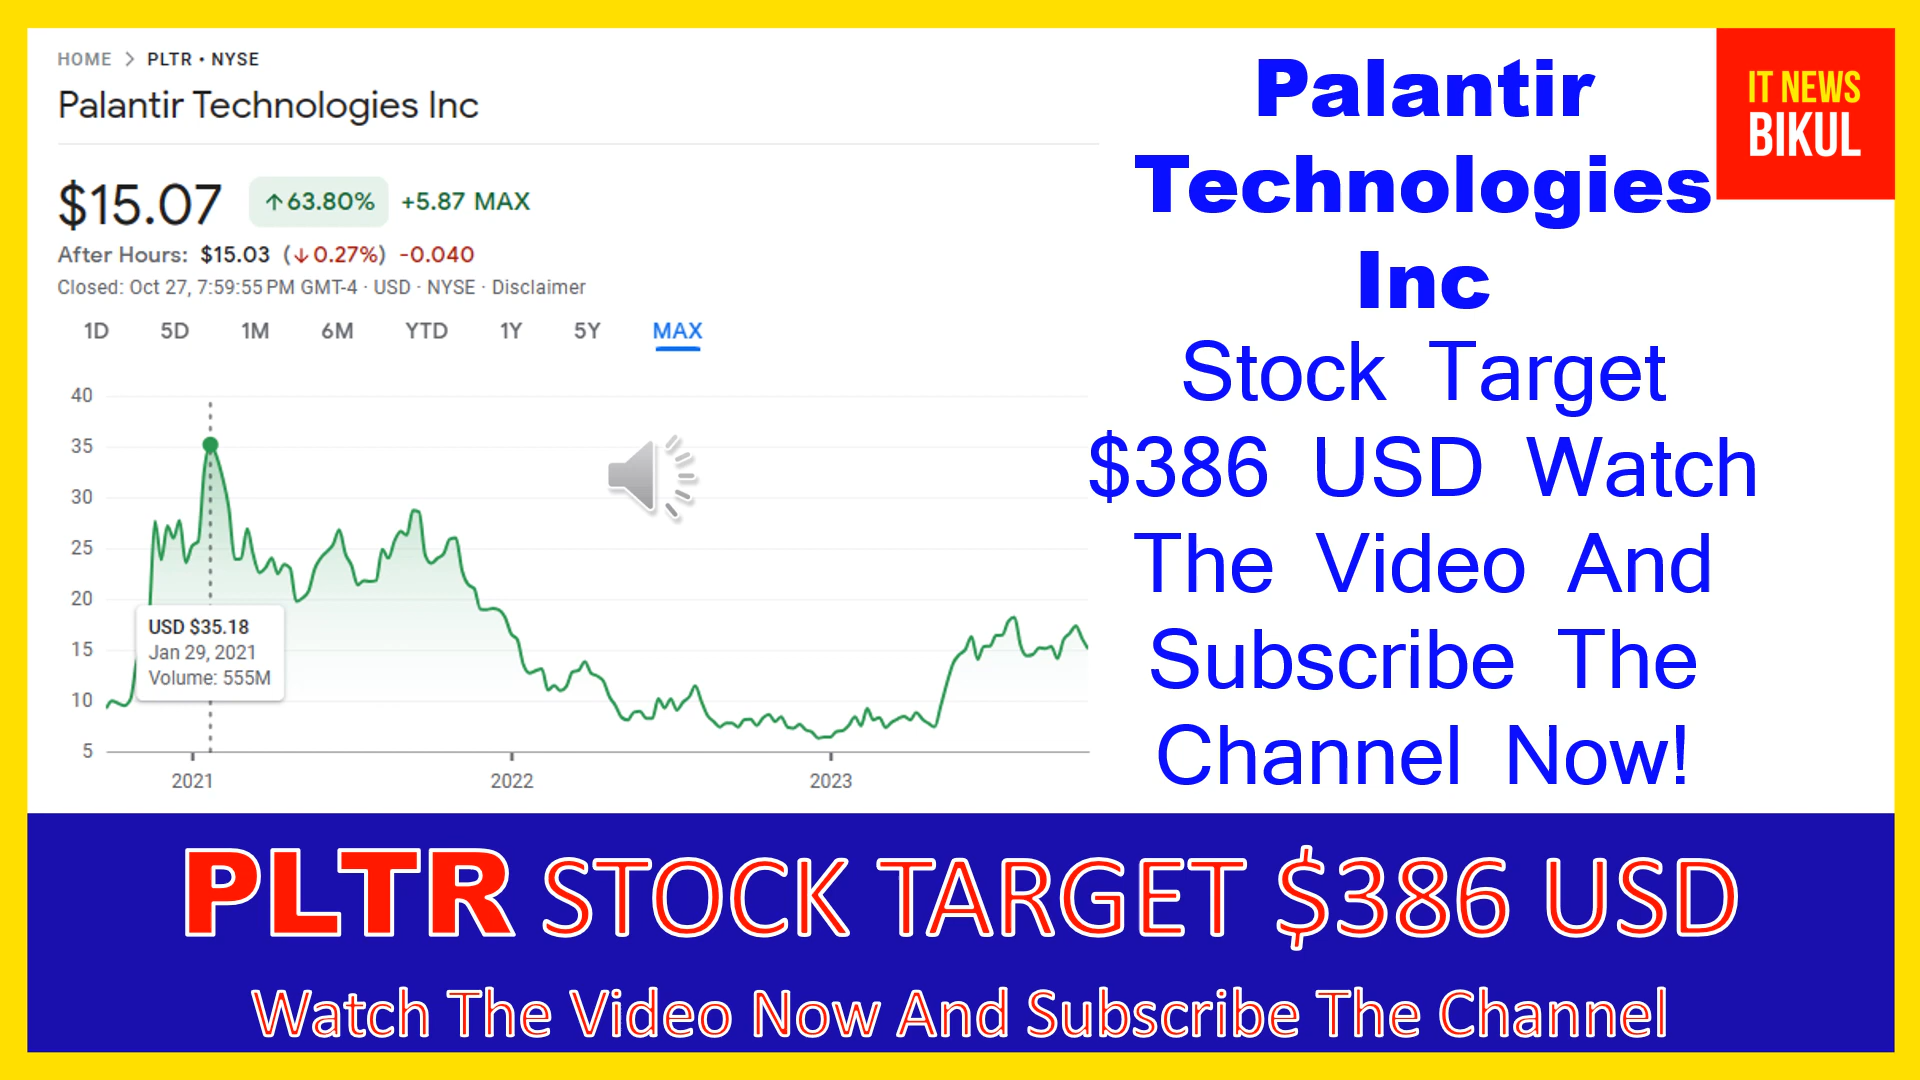 HOME > PLTR • NYSE
Palantir Technologies Inc
$15.07 ↑63.80% +5.87 MAX
After Hours: $15.03 (↓0.27%) -0.040
Closed: Oct 27, 7:59:55 PM GMT-4 · USD · NYSE · Disclaimer
1D 5D 1M 6M YTD 1Y 5Y MAX
40
35
30
25
20
15
10
5
USD $35.18
Jan 29, 2021
Volume: 555M
2021 2022 2023
Palantir
Technologies
Inc
Stock Target
$386 USD Watch
The Video And
Subscribe The
Channel Now!
IT NEWS
BIKUL
PLTR STOCK TARGET $386 USD
Watch The Video Now And Subscribe The Channel